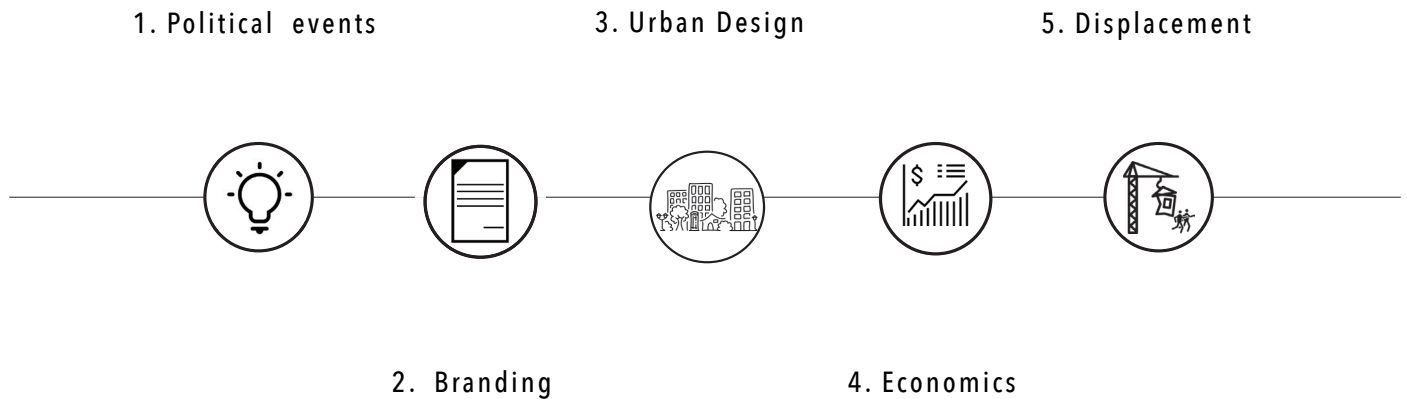 1. Political events
3. Urban Design
5. Displacement
$
2. Branding
4. Economics